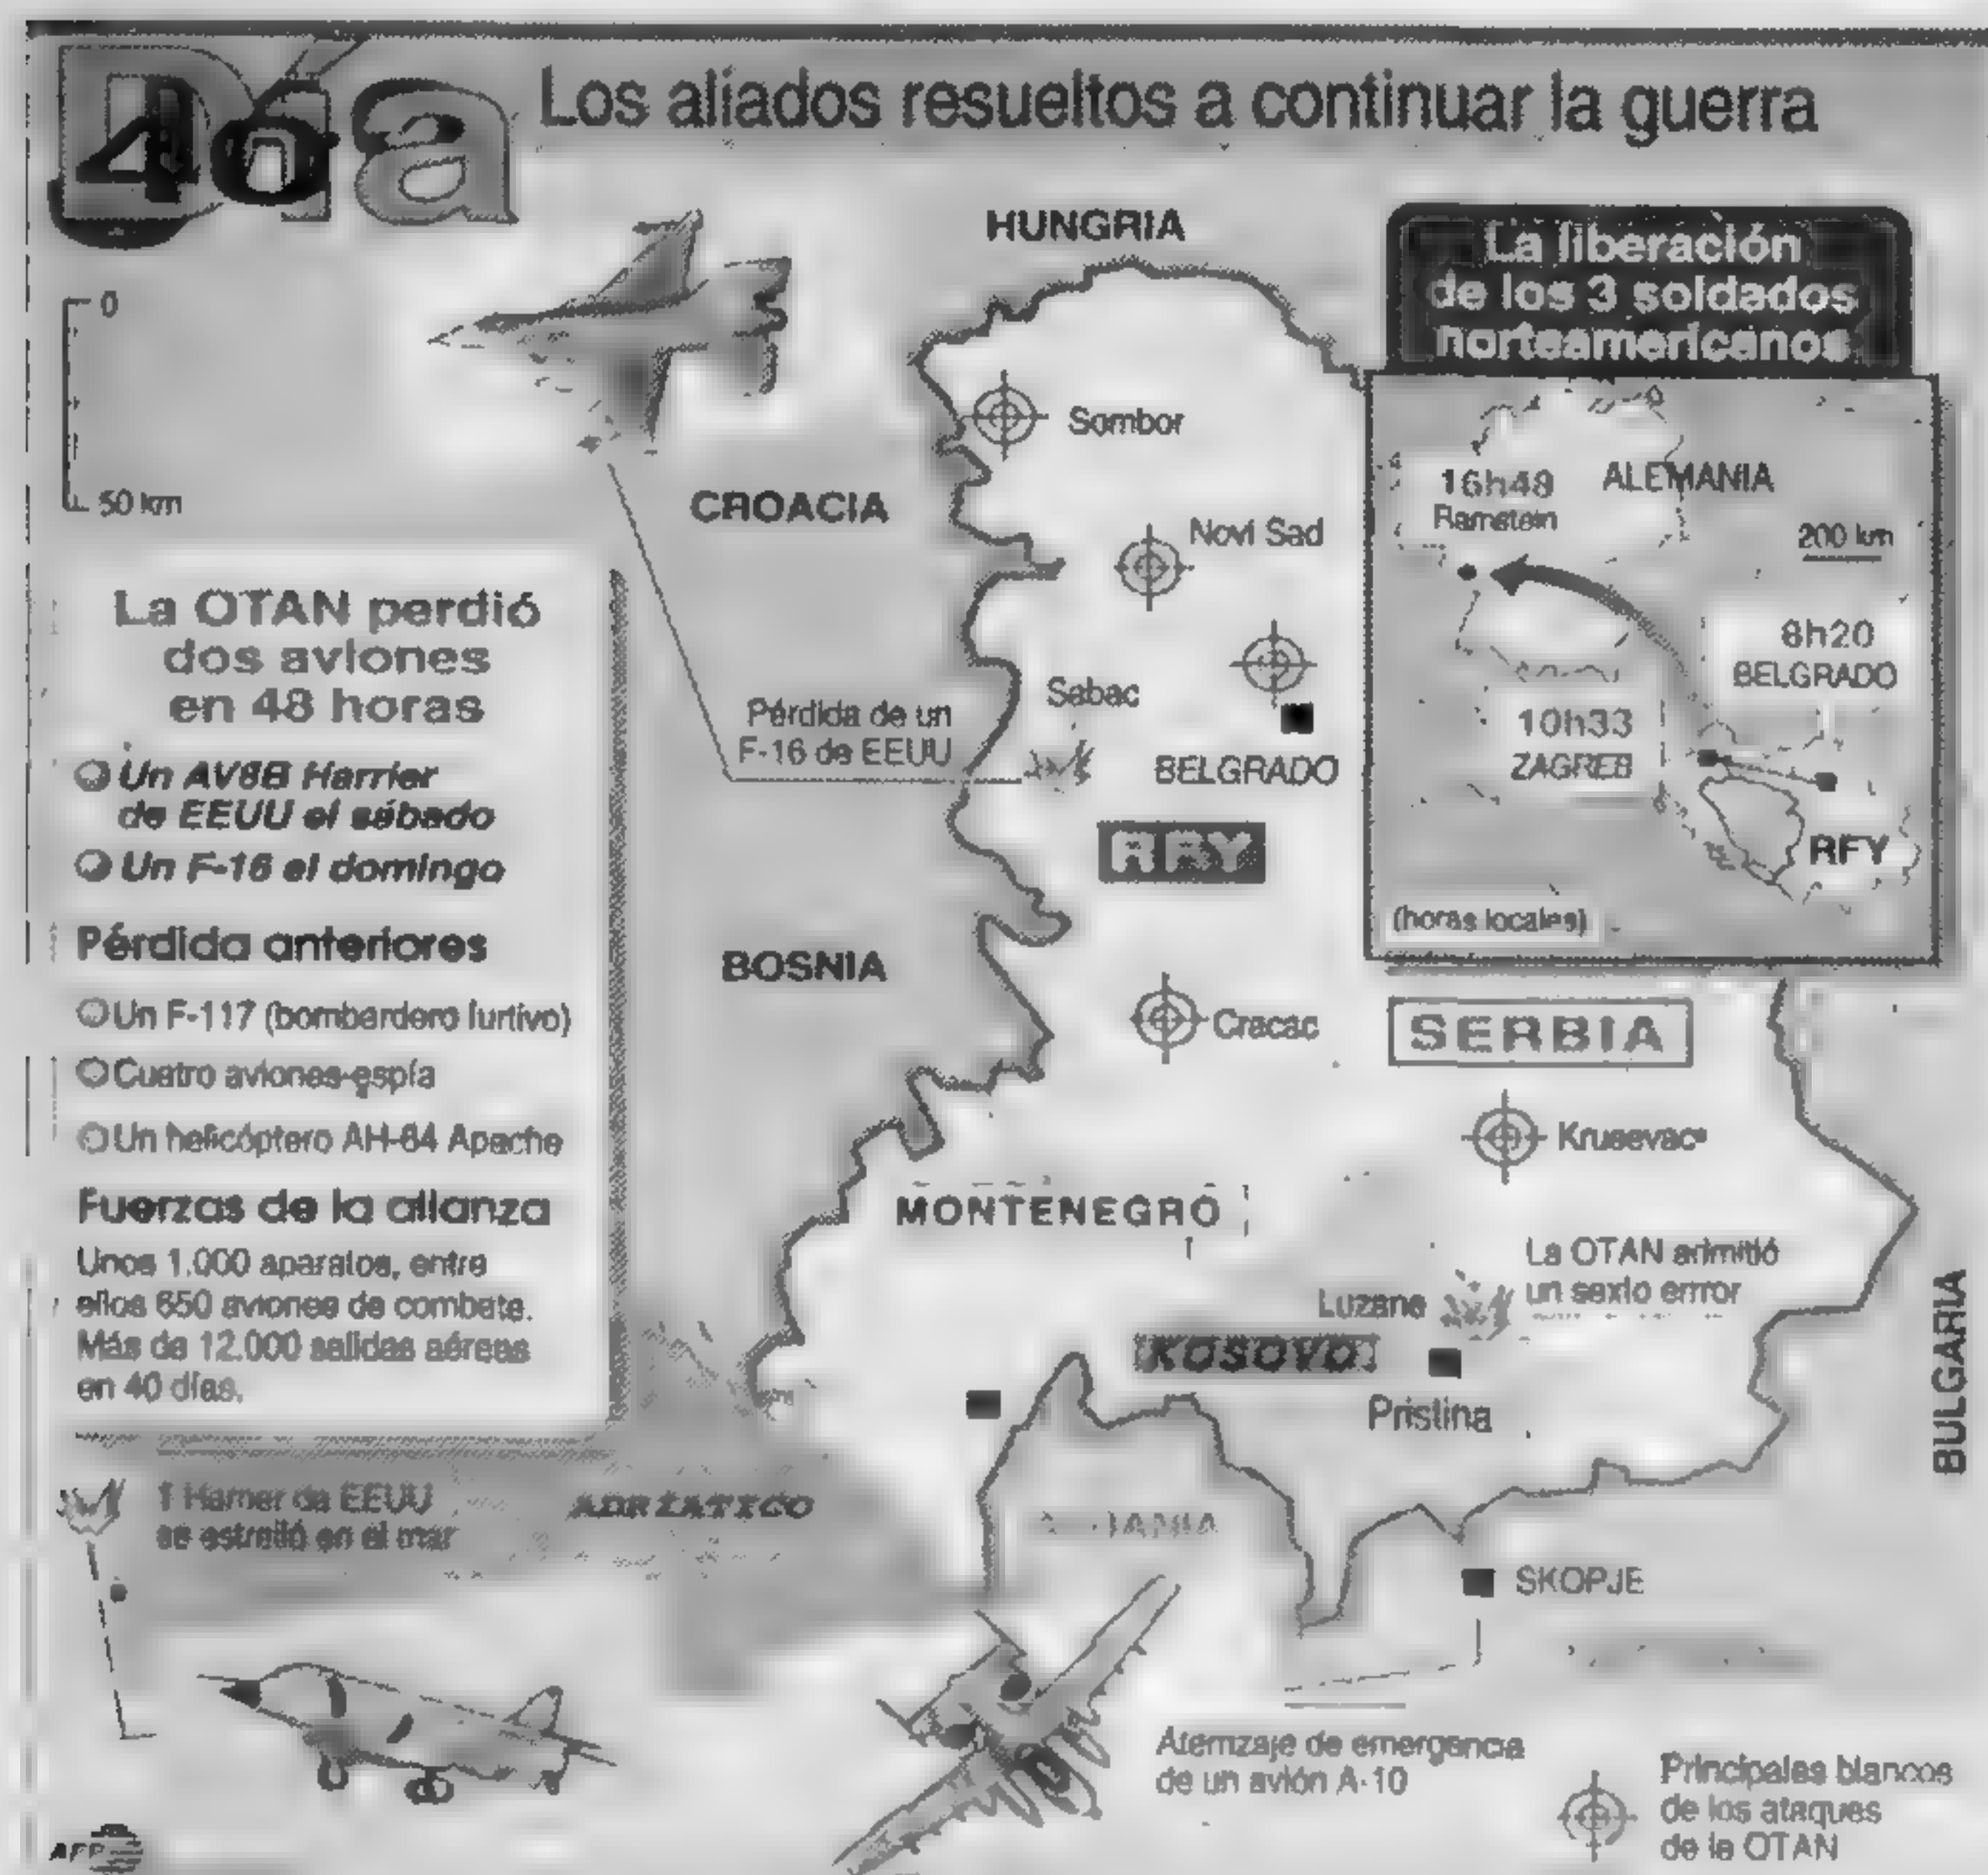 Día 40
Los aliados resueltos a continuar la guerra
0
50 km
HUNGRIA
CROACIA
BOSNIA
Sombor
Novi Sad
Sabac
BELGRADO
Pérdida de un
F-16 de EEUU
RFY
Cracac
SERBIA
Krusevac
MONTENEGRO
La OTAN
un sexto error
Luzane
KOSOVO
Pristina
BULGARIA
ADRIATICO
SKOPJE
La liberación
de los 3 soldados
norteamericanos
16h48
Ramstein
ALEMANIA
200 km
8h20
BELGRADO
10h33
ZAGREB
RFY
(horas locales)
La OTAN perdió
dos aviones
en 48 horas
Un AV8B Harrier
de EEUU el sábado
Un F-16 el domingo
Pérdida anteriores
Un F-117 (bombardero furtivo)
Cuatro aviones-espía
Un helicóptero AH-64 Apache
Fuerzas de la alianza
Unos 1.000 aparatos, entre
ellos 650 aviones de combate.
Más de 12.000 salidas aéreas
en 40 días.
1 Harrier de EEUU
se estrelló en el mar
Aterrizaje de emergencia
de un avión A-10
Principales blancos
de los ataques
de la OTAN
AFP